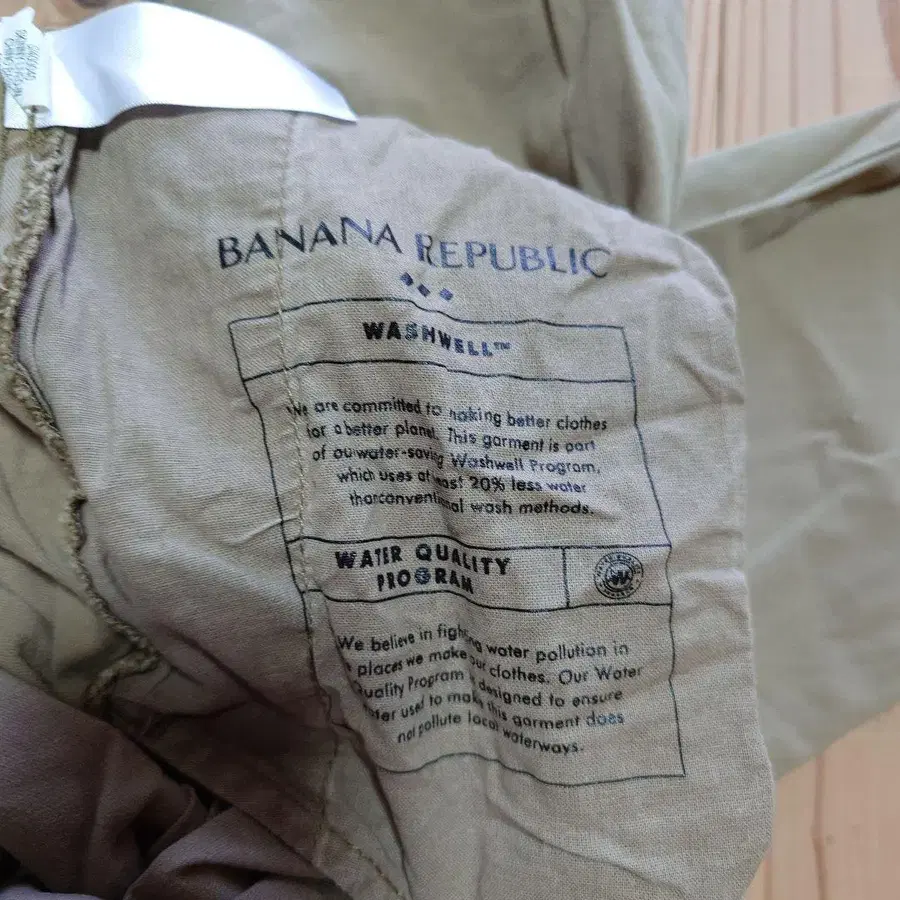 BANANA REPUBLIC
WASHWELL™
We are committed to making better clothes
for a better planet. This garment is part
of ou water-saving Washwell Program,
which uses at east 20% less water
than conventional wash methods.
WATER QUALITY
PROGRAM
W
We believe in fighting water pollution in
places we make our clothes. Our Water
Quality Program is designed to ensure
water used to make this garment does
not pollute local waterways.